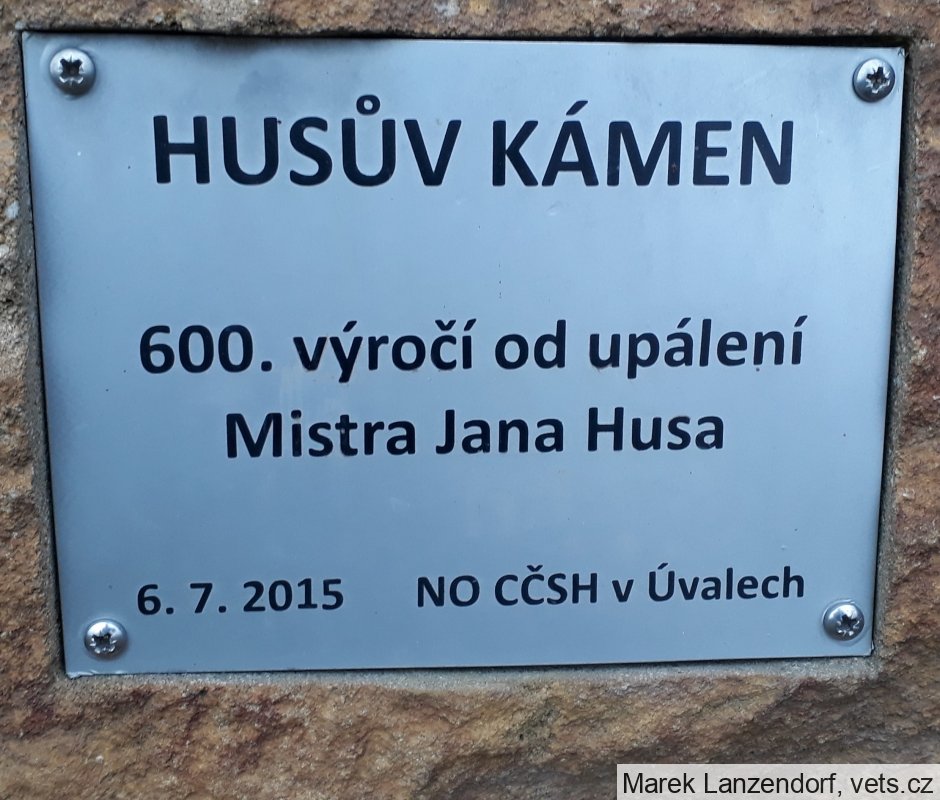 HUSŮV KÁMEN
600. výročí od upálení
Mistra Jana Husa
6. 7. 2015 NO CČSH v Úvalech
Marek Lanzendorf, vets.cz